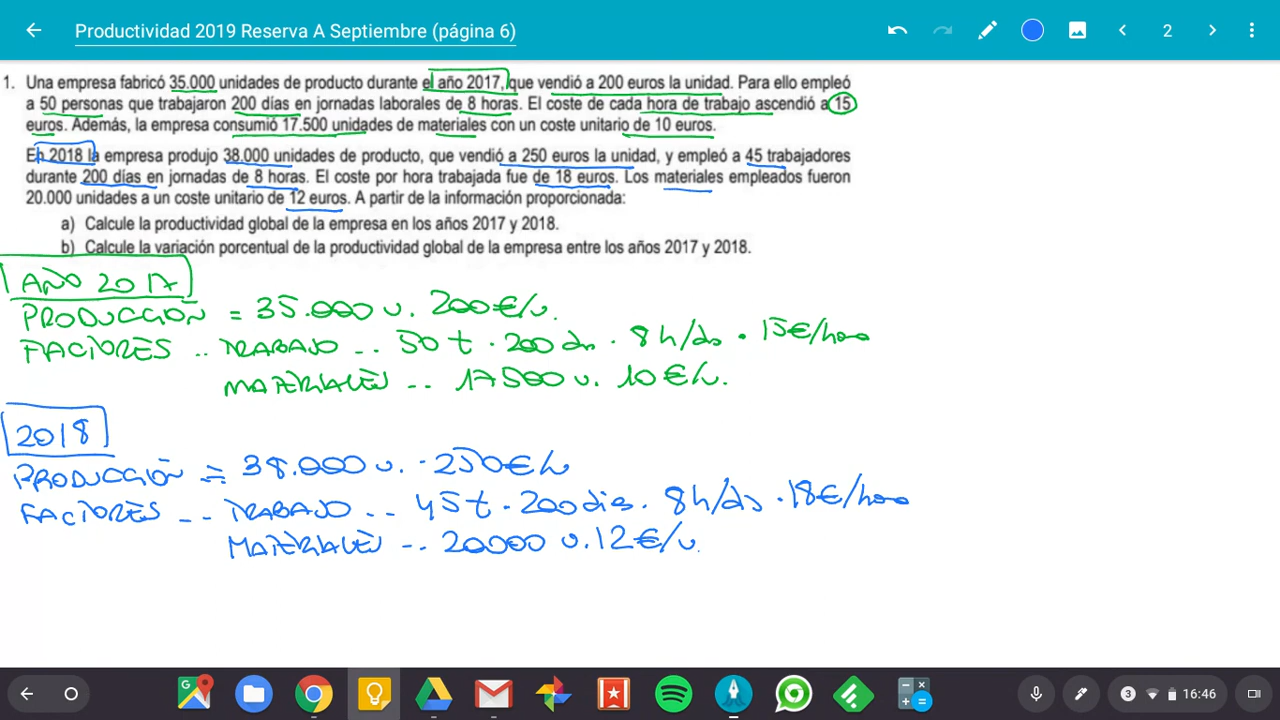 Productividad 2019 Reserva A Septiembre (página 6)
2
1. Una empresa fabricó 35.000 unidades de producto durante el año 2017, que vendió a 200 euros la unidad. Para ello empleó
a 50 personas que trabajaron 200 días en jornadas laborales de 8 horas. El coste de cada hora de trabajo ascendió a 15
euros. Además, la empresa consumió 17.500 unidades de materiales con un coste unitario de 10 euros.
En 2018 la empresa produjo 38.000 unidades de producto, que vendió a 250 euros la unidad, y empleó a 45 trabajadores
durante 200 días en jornadas de 8 horas. El coste por hora trabajada fue de 18 euros. Los materiales empleados fueron
20.000 unidades a un coste unitario de 12 euros. A partir de la información proporcionada:
a) Calcule la productividad global de la empresa en los años 2017 y 2018.
b) Calcule la variación porcentual de la productividad global de la empresa entre los años 2017 y 2018.
AÑO 2017
PRODUCCIÓN = 35.000 u. 200€/u.
FACTORES .. TRABAJO .. 50 t · 200 días · 8 h/día · 15€/hora
MATERIALES .. 17500 u. 10€/u.
2018
PRODUCCIÓN = 38.000 u. · 250€/u
FACTORES .. TRABAJO .. 45 t · 200 días · 8 h/día · 18€/hora
MATERIALES .. 20000 u. 12€/u.
G
3
16:46